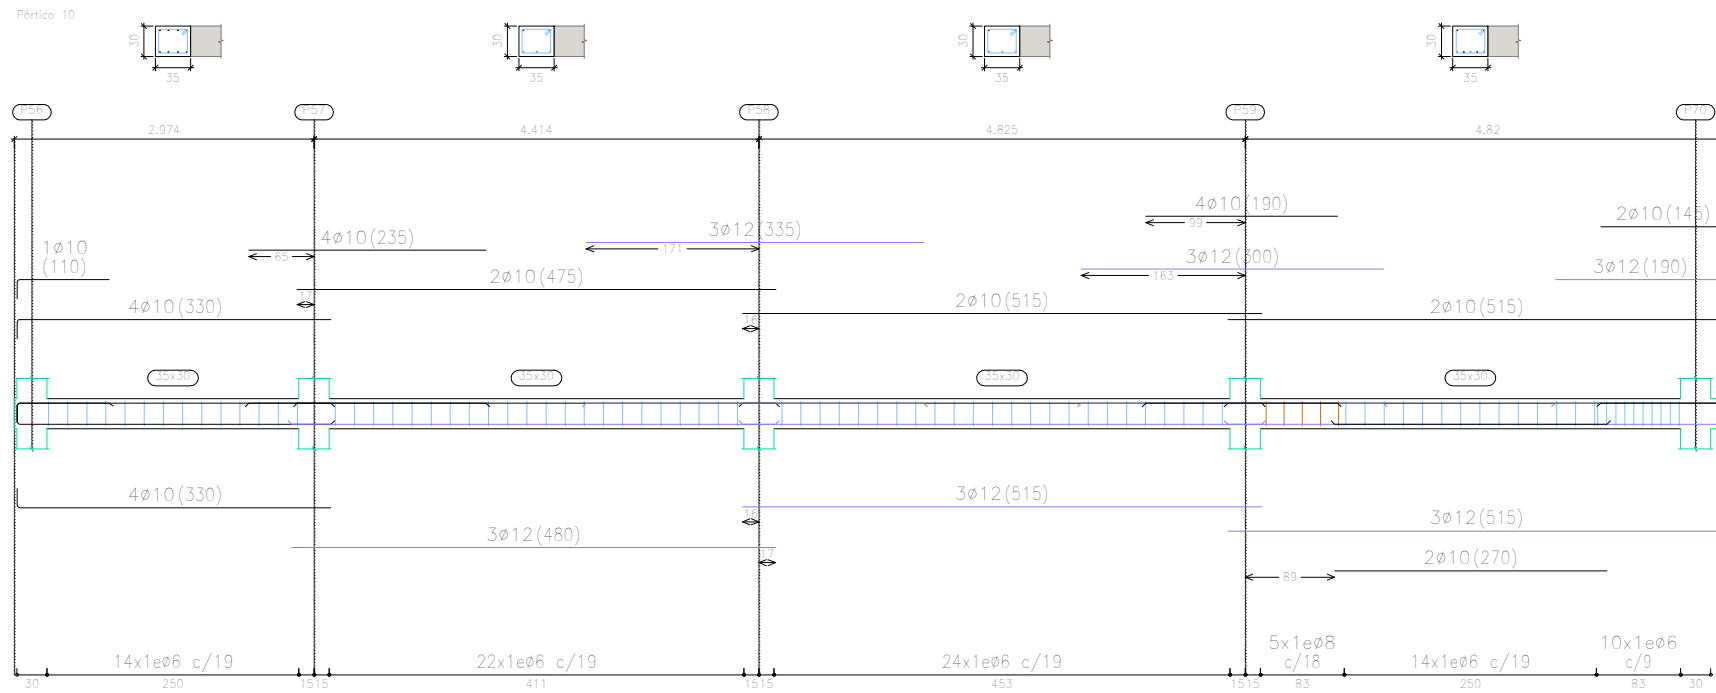 Pórtico 10
30
35
30
35
30
35
30
35
P56
P57
P58
P59
P70
2.974
4.414
4.825
4.82
4ø10(190)
99
2ø10(145)
3ø12(335)
171
4ø10(235)
65
1ø10
(110)
3ø12(300)
163
3ø12(190)
2ø10(475)
17
4ø10(330)
2ø10(515)
16
2ø10(515)
35x30
35x30
35x30
35x30
4ø10(330)
3ø12(515)
16
3ø12(515)
3ø12(480)
17
2ø10(270)
89
14x1eø6 c/19
22x1eø6 c/19
24x1eø6 c/19
5x1eø8
c/18
14x1eø6 c/19
10x1eø6
c/9
30
250
1515
411
1515
453
1515
83
250
83
30